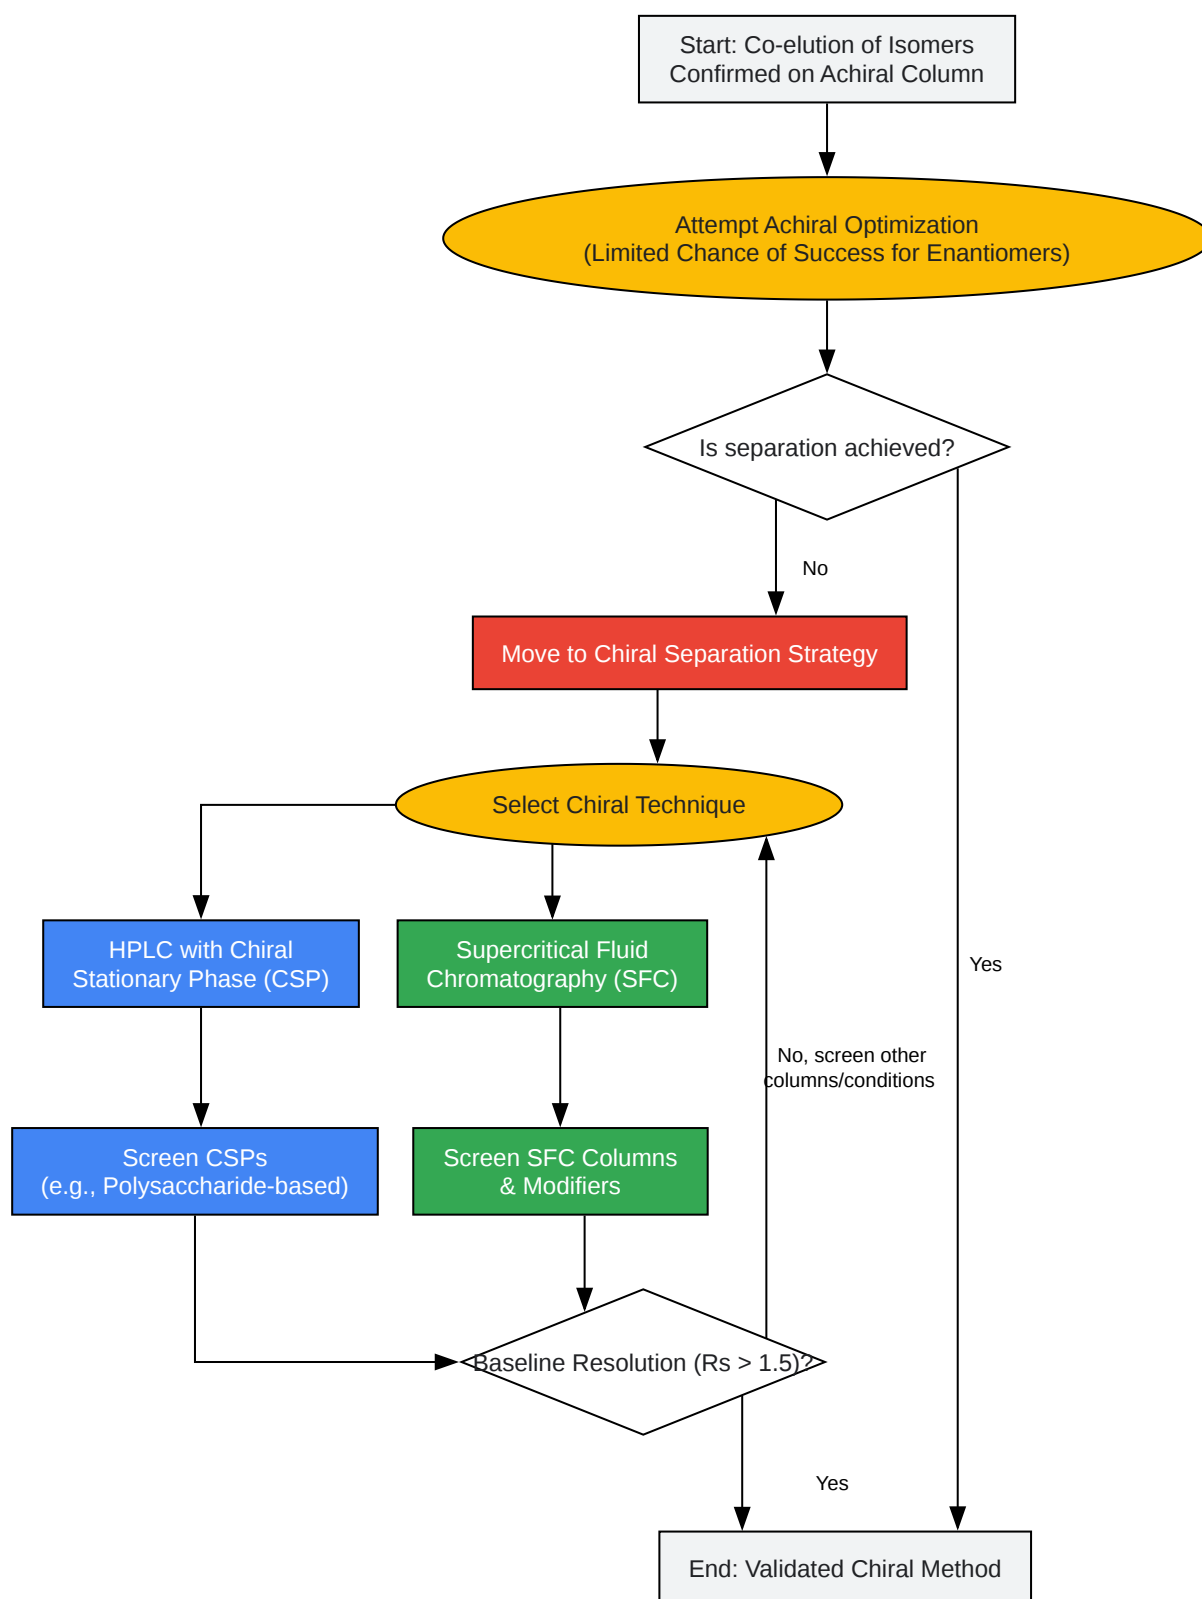 Start: Co-elution of Isomers
Confirmed on Achiral Column
Attempt Achiral Optimization
(Limited Chance of Success for Enantiomers)
Is separation achieved?
No
Move to Chiral Separation Strategy
Select Chiral Technique
HPLC with Chiral
Stationary Phase (CSP)
Supercritical Fluid
Chromatography (SFC)
Yes
No, screen other
columns/conditions
Screen CSPs
(e.g., Polysaccharide-based)
Screen SFC Columns
& Modifiers
Baseline Resolution (Rs > 1.5)?
Yes
End: Validated Chiral Method